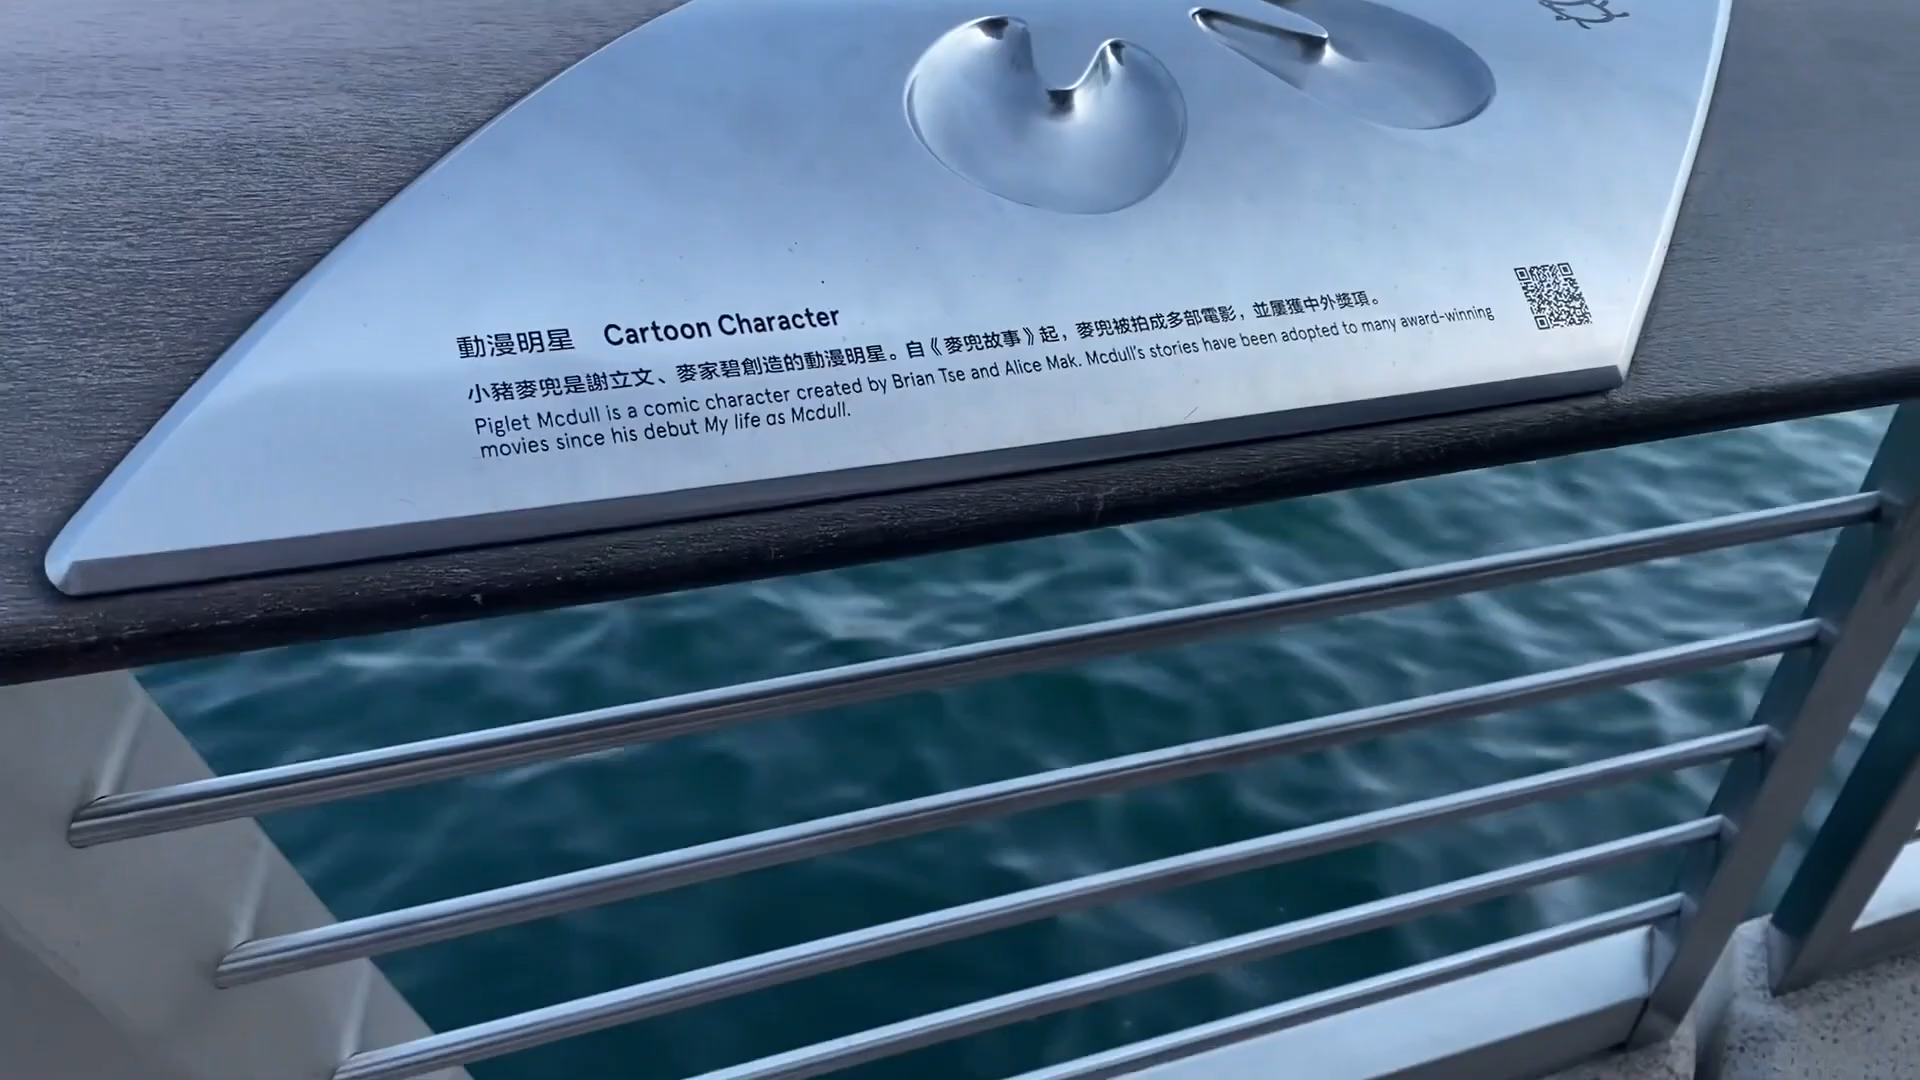 動漫明星 Cartoon Character
小豬麥兜是謝立文、麥家碧創造的動漫明星。自《麥兜故事》起，麥兜被拍成多部電影，並屢獲中外獎項。
Piglet Mcdull is a comic character created by Brian Tse and Alice Mak. Mcdull's stories have been adopted to many award-winning
movies since his debut My life as Mcdull.